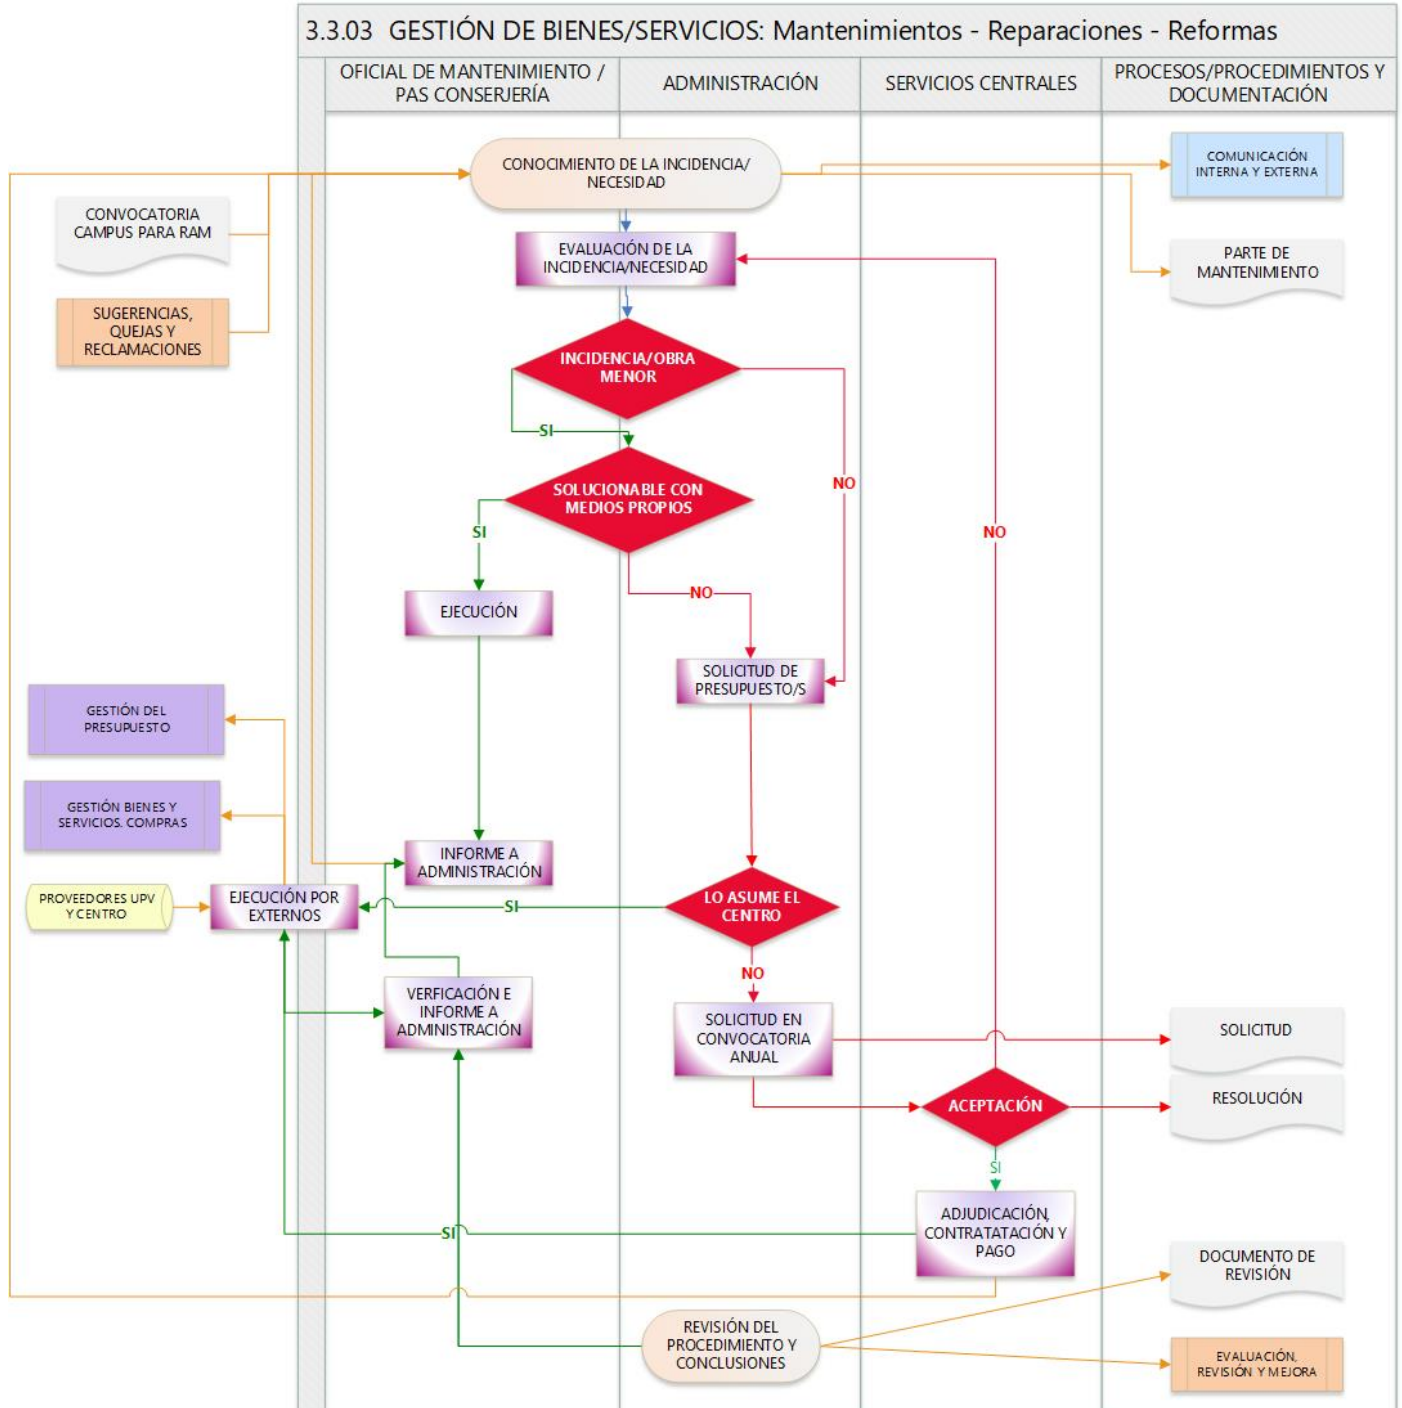 3.3.03 GESTIÓN DE BIENES/SERVICIOS: Mantenimientos - Reparaciones - Reformas
OFICIAL DE MANTENIMIENTO /
PAS CONSERJERÍA
ADMINISTRACIÓN
SERVICIOS CENTRALES
PROCESOS/PROCEDIMIENTOS Y
DOCUMENTACIÓN
CONOCIMIENTO DE LA INCIDENCIA/
NECESIDAD
COMUNICACIÓN
INTERNA Y EXTERNA
CONVOCATORIA
CAMPUS PARA RAM
EVALUACIÓN DE LA
INCIDENCIA/NECESIDAD
PARTE DE
MANTENIMIENTO
SUGERENCIAS,
QUEJAS Y
RECLAMACIONES
INCIDENCIA/OBRA
MENOR
SI
SOLUCIONABLE CON
MEDIOS PROPIOS
NO
SI
NO
EJECUCIÓN
NO
SOLICITUD DE
PRESUPUESTO/S
GESTIÓN DEL
PRESUPUESTO
GESTIÓN BIENES Y
SERVICIOS. COMPRAS
INFORME A
ADMINISTRACIÓN
PROVEEDORES UPV
Y CENTRO
EJECUCIÓN POR
EXTERNOS
SI
LO ASUME EL
CENTRO
NO
VERFICACIÓN E
INFORME A
ADMINISTRACIÓN
SOLICITUD EN
CONVOCATORIA
ANUAL
SOLICITUD
ACEPTACIÓN
RESOLUCIÓN
SI
ADJUDICACIÓN,
CONTRATATACIÓN Y
PAGO
SI
DOCUMENTO DE
REVISIÓN
REVISIÓN DEL
PROCEDIMIENTO Y
CONCLUSIONES
EVALUACIÓN,
REVISIÓN Y MEJORA